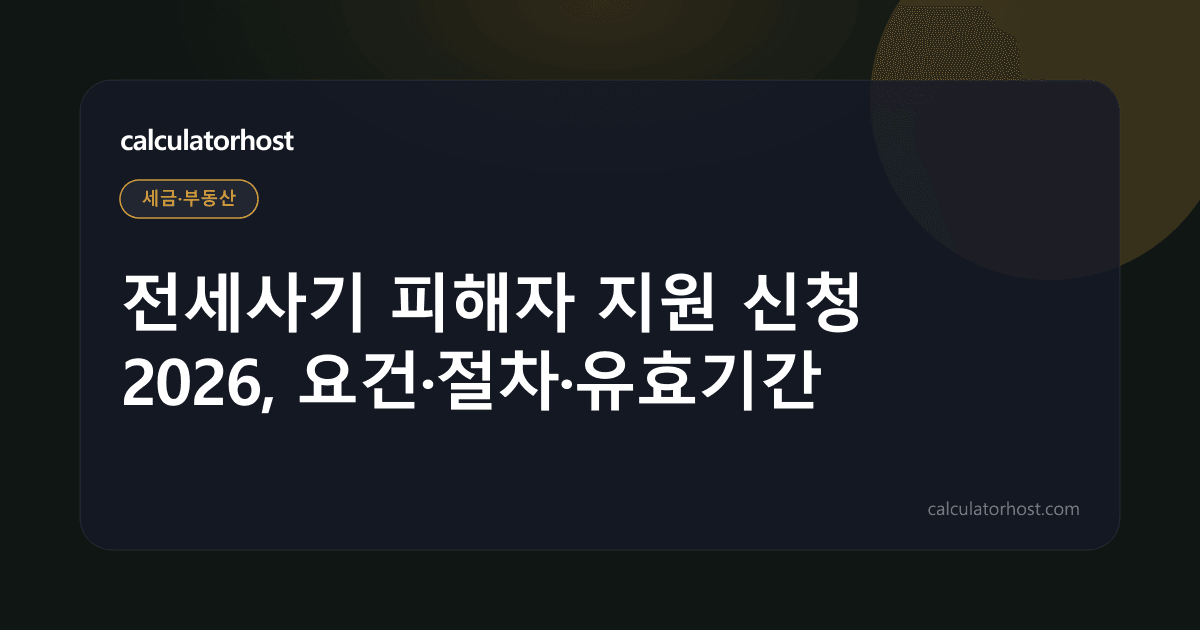 calculatorhost
세금·부동산
전세사기 피해자 지원 신청
2026, 요건·절차·유효기간
calculatorhost.com